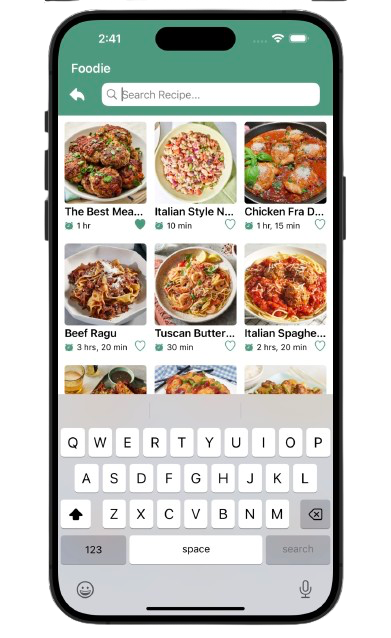 2:41
Foodie
Search Recipe...
The Best Mea... Italian Style N... Chicken Fra D...
1 hr 10 min 1 hr, 15 min
Beef Ragu Tuscan Butter... Italian Spaghe...
3 hrs, 20 min 30 min 2 hrs, 20 min
Q W E R T Y U I O P
A S D F G H J K L
Z X C V B N M
123 space search